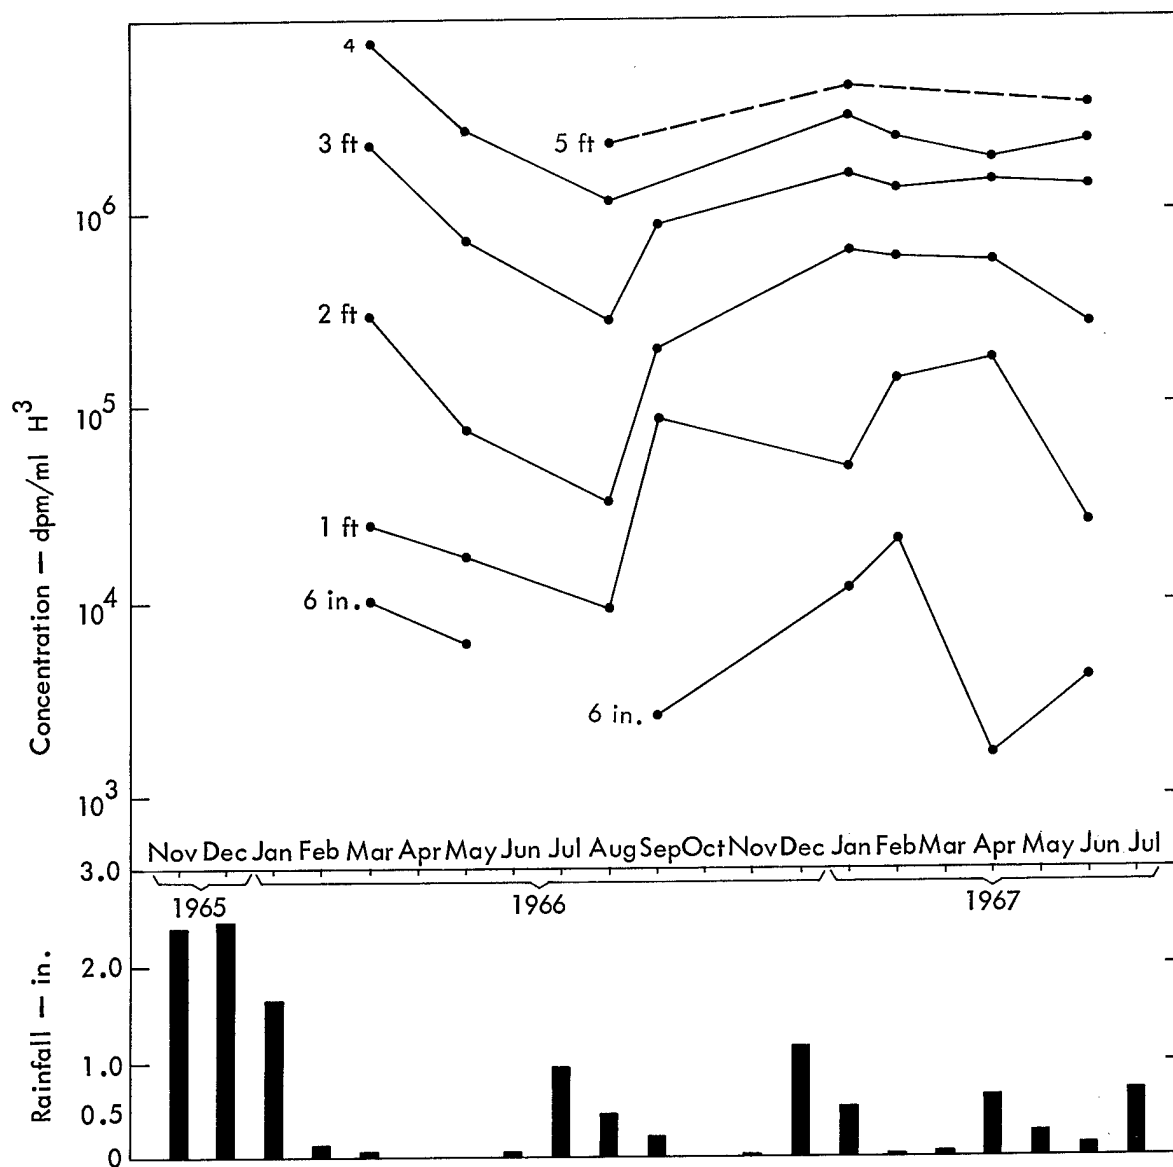 4
3 ft
5 ft
10^6
2 ft
10^5
1 ft
6 in.
10^4
6 in.
10^3
Concentration — dpm/ml H^3
Nov Dec Jan Feb Mar Apr May Jun Jul Aug Sep Oct Nov Dec Jan Feb Mar Apr May Jun Jul
3.0
1965 1966 1967
2.0
1.0
0.5
0
Rainfall — in.